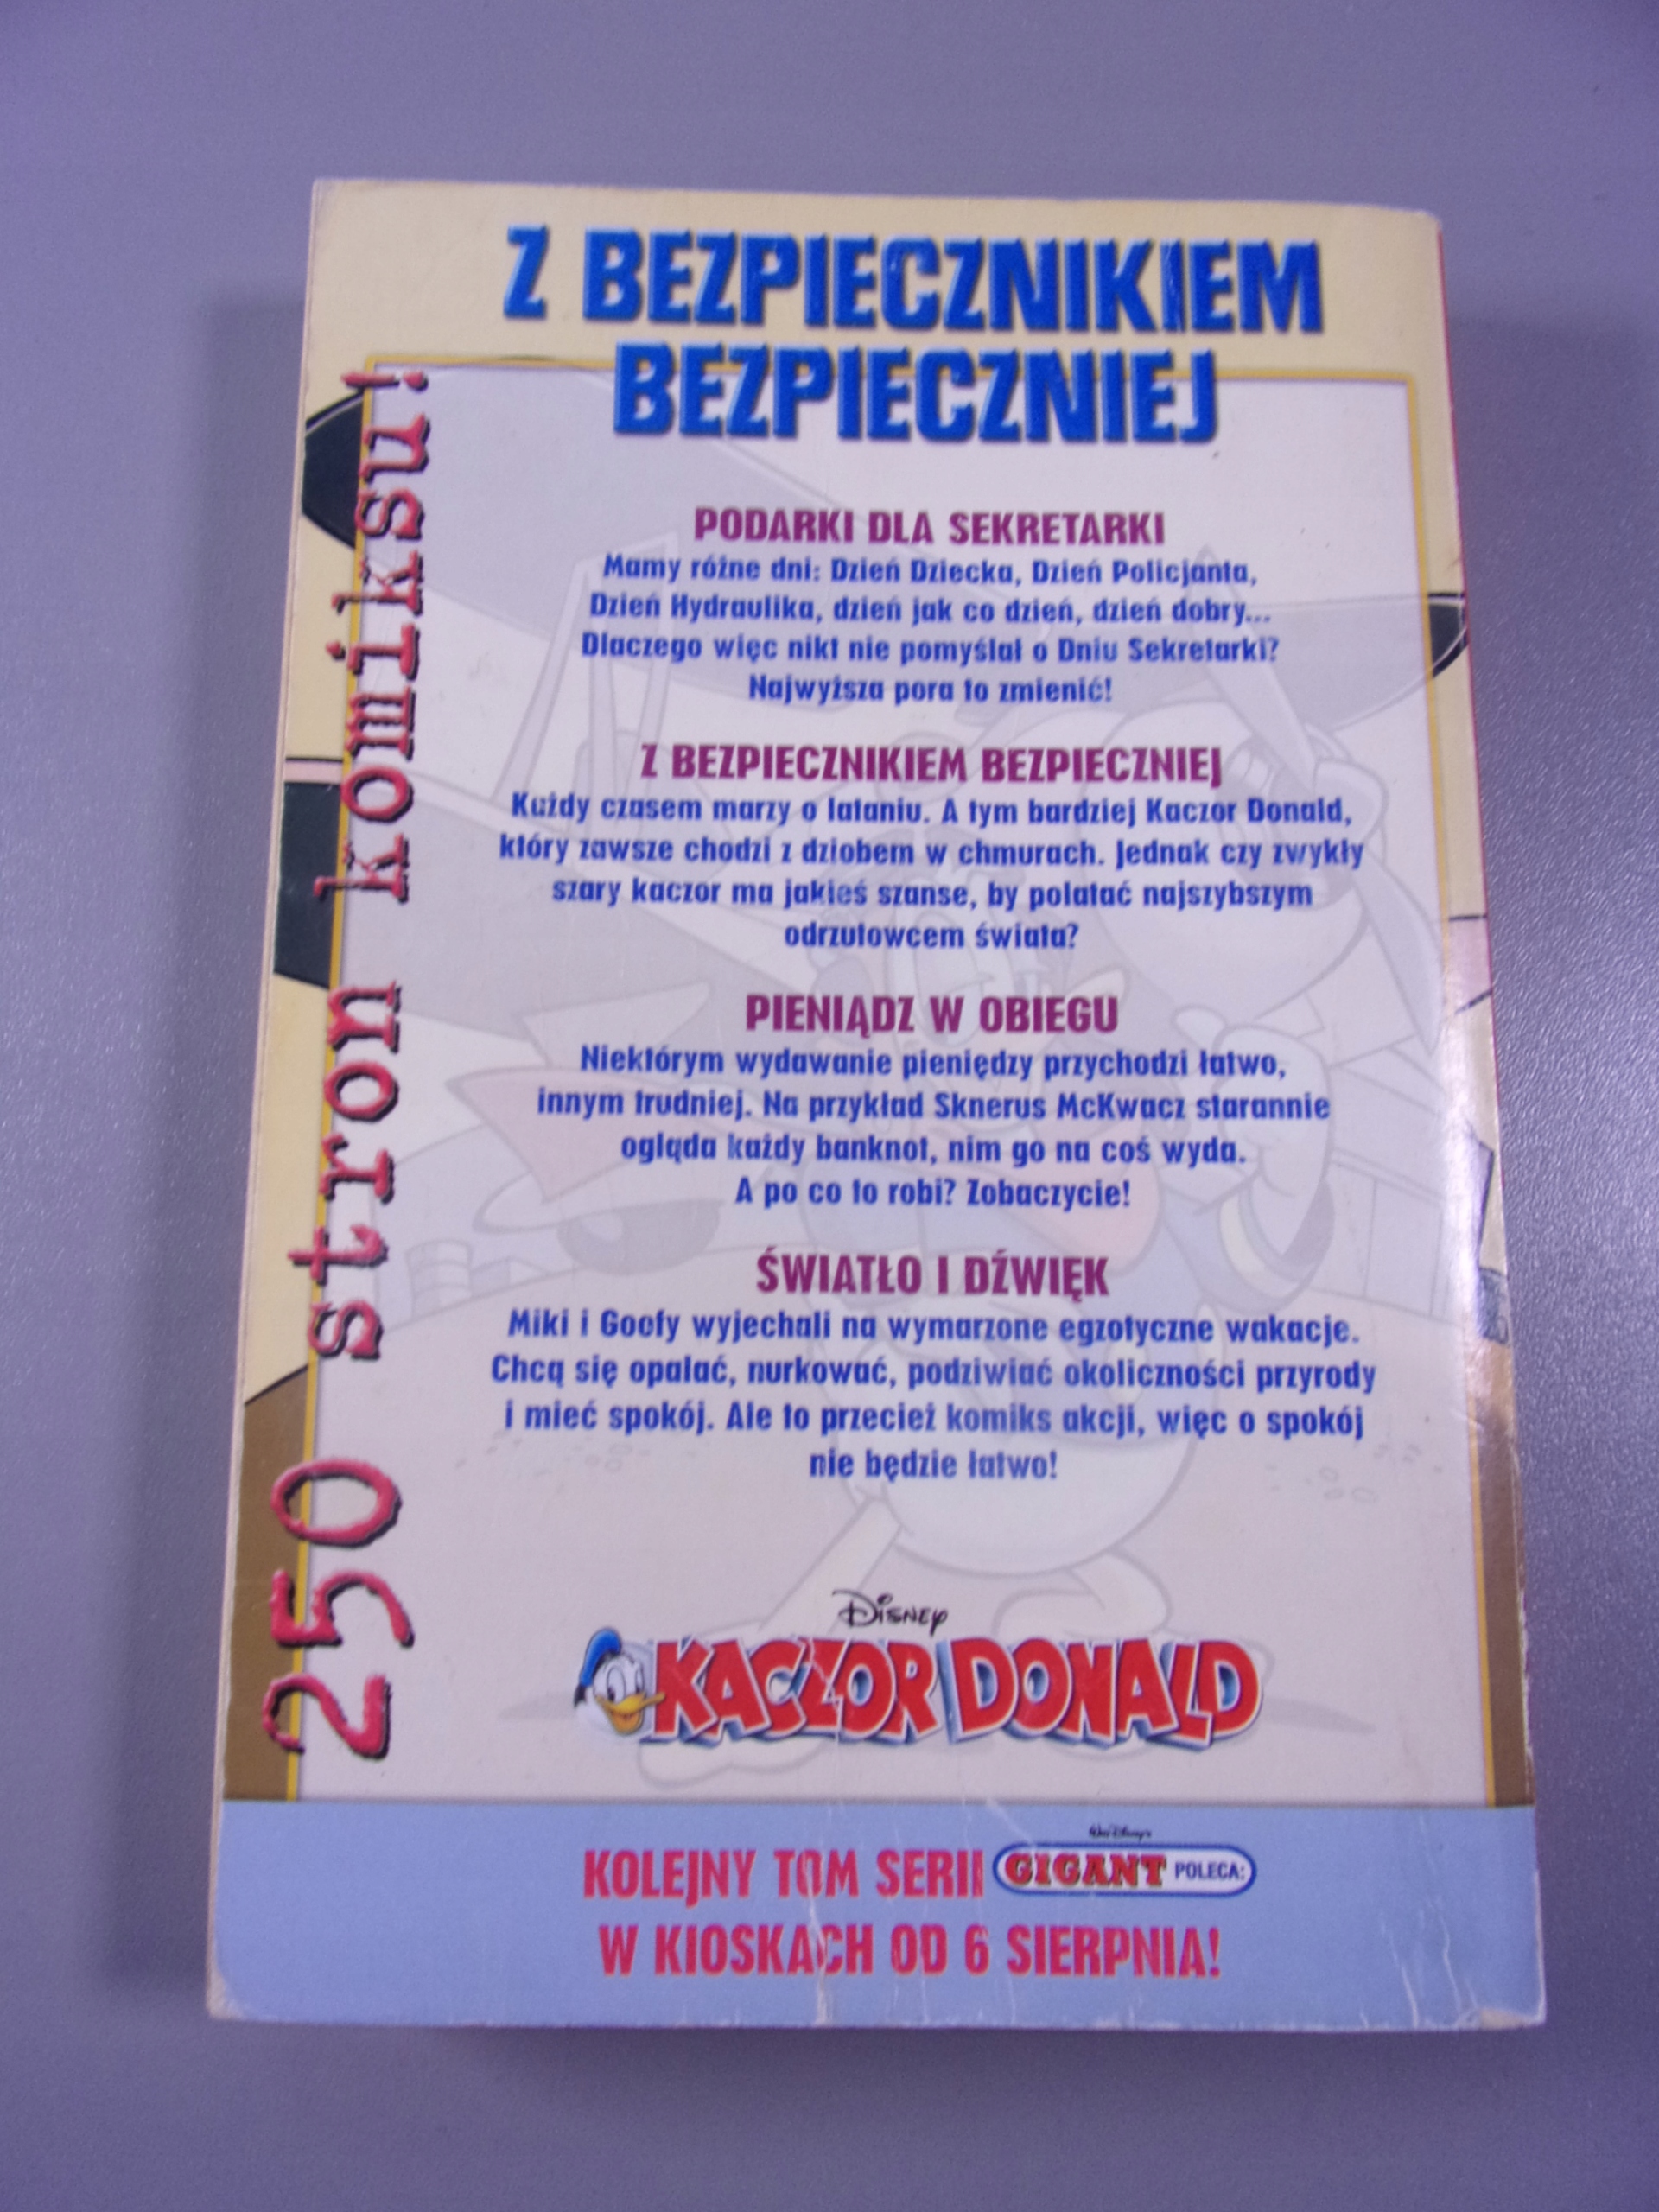 Z BEZPIECZNIKIEM
BEZPIECZNIEJ
250 stron komiksu!
PODARKI DLA SEKRETARKI
Mamy różne dni: Dzień Dziecka, Dzień Policjanta,
Dzień Hydraulika, dzień jak co dzień, dzień dobry...
Dlaczego więc nikt nie pomyślał o Dniu Sekretarki?
Najwyższa pora to zmienić!
Z BEZPIECZNIKIEM BEZPIECZNIEJ
Każdy czasem marzy o lataniu. A tym bardziej Kaczor Donald,
który zawsze chodzi z dziobem w chmurach. Jednak czy zwykły
szary kaczor ma jakieś szanse, by polatać najszybszym
odrzutowcem świata?
PIENIĄDZ W OBIEGU
Niektórym wydawanie pieniędzy przychodzi łatwo,
innym trudniej. Na przykład Sknerus McKwacz starannie
ogląda każdy banknot, nim go na coś wyda.
A po co to robi? Zobaczycie!
ŚWIATŁO I DŹWIĘK
Miki i Goofy wyjechali na wymarzone egzotyczne wakacje.
Chcą się opalać, nurkować, podziwiać okoliczności przyrody
i mieć spokój. Ale to przecież komiks akcji, więc o spokój
nie będzie łatwo!
Disney
KACZOR DONALD
Walt Disney's
KOLEJNY TOM SERII GIGANT POLECA:
W KIOSKACH OD 6 SIERPNIA!